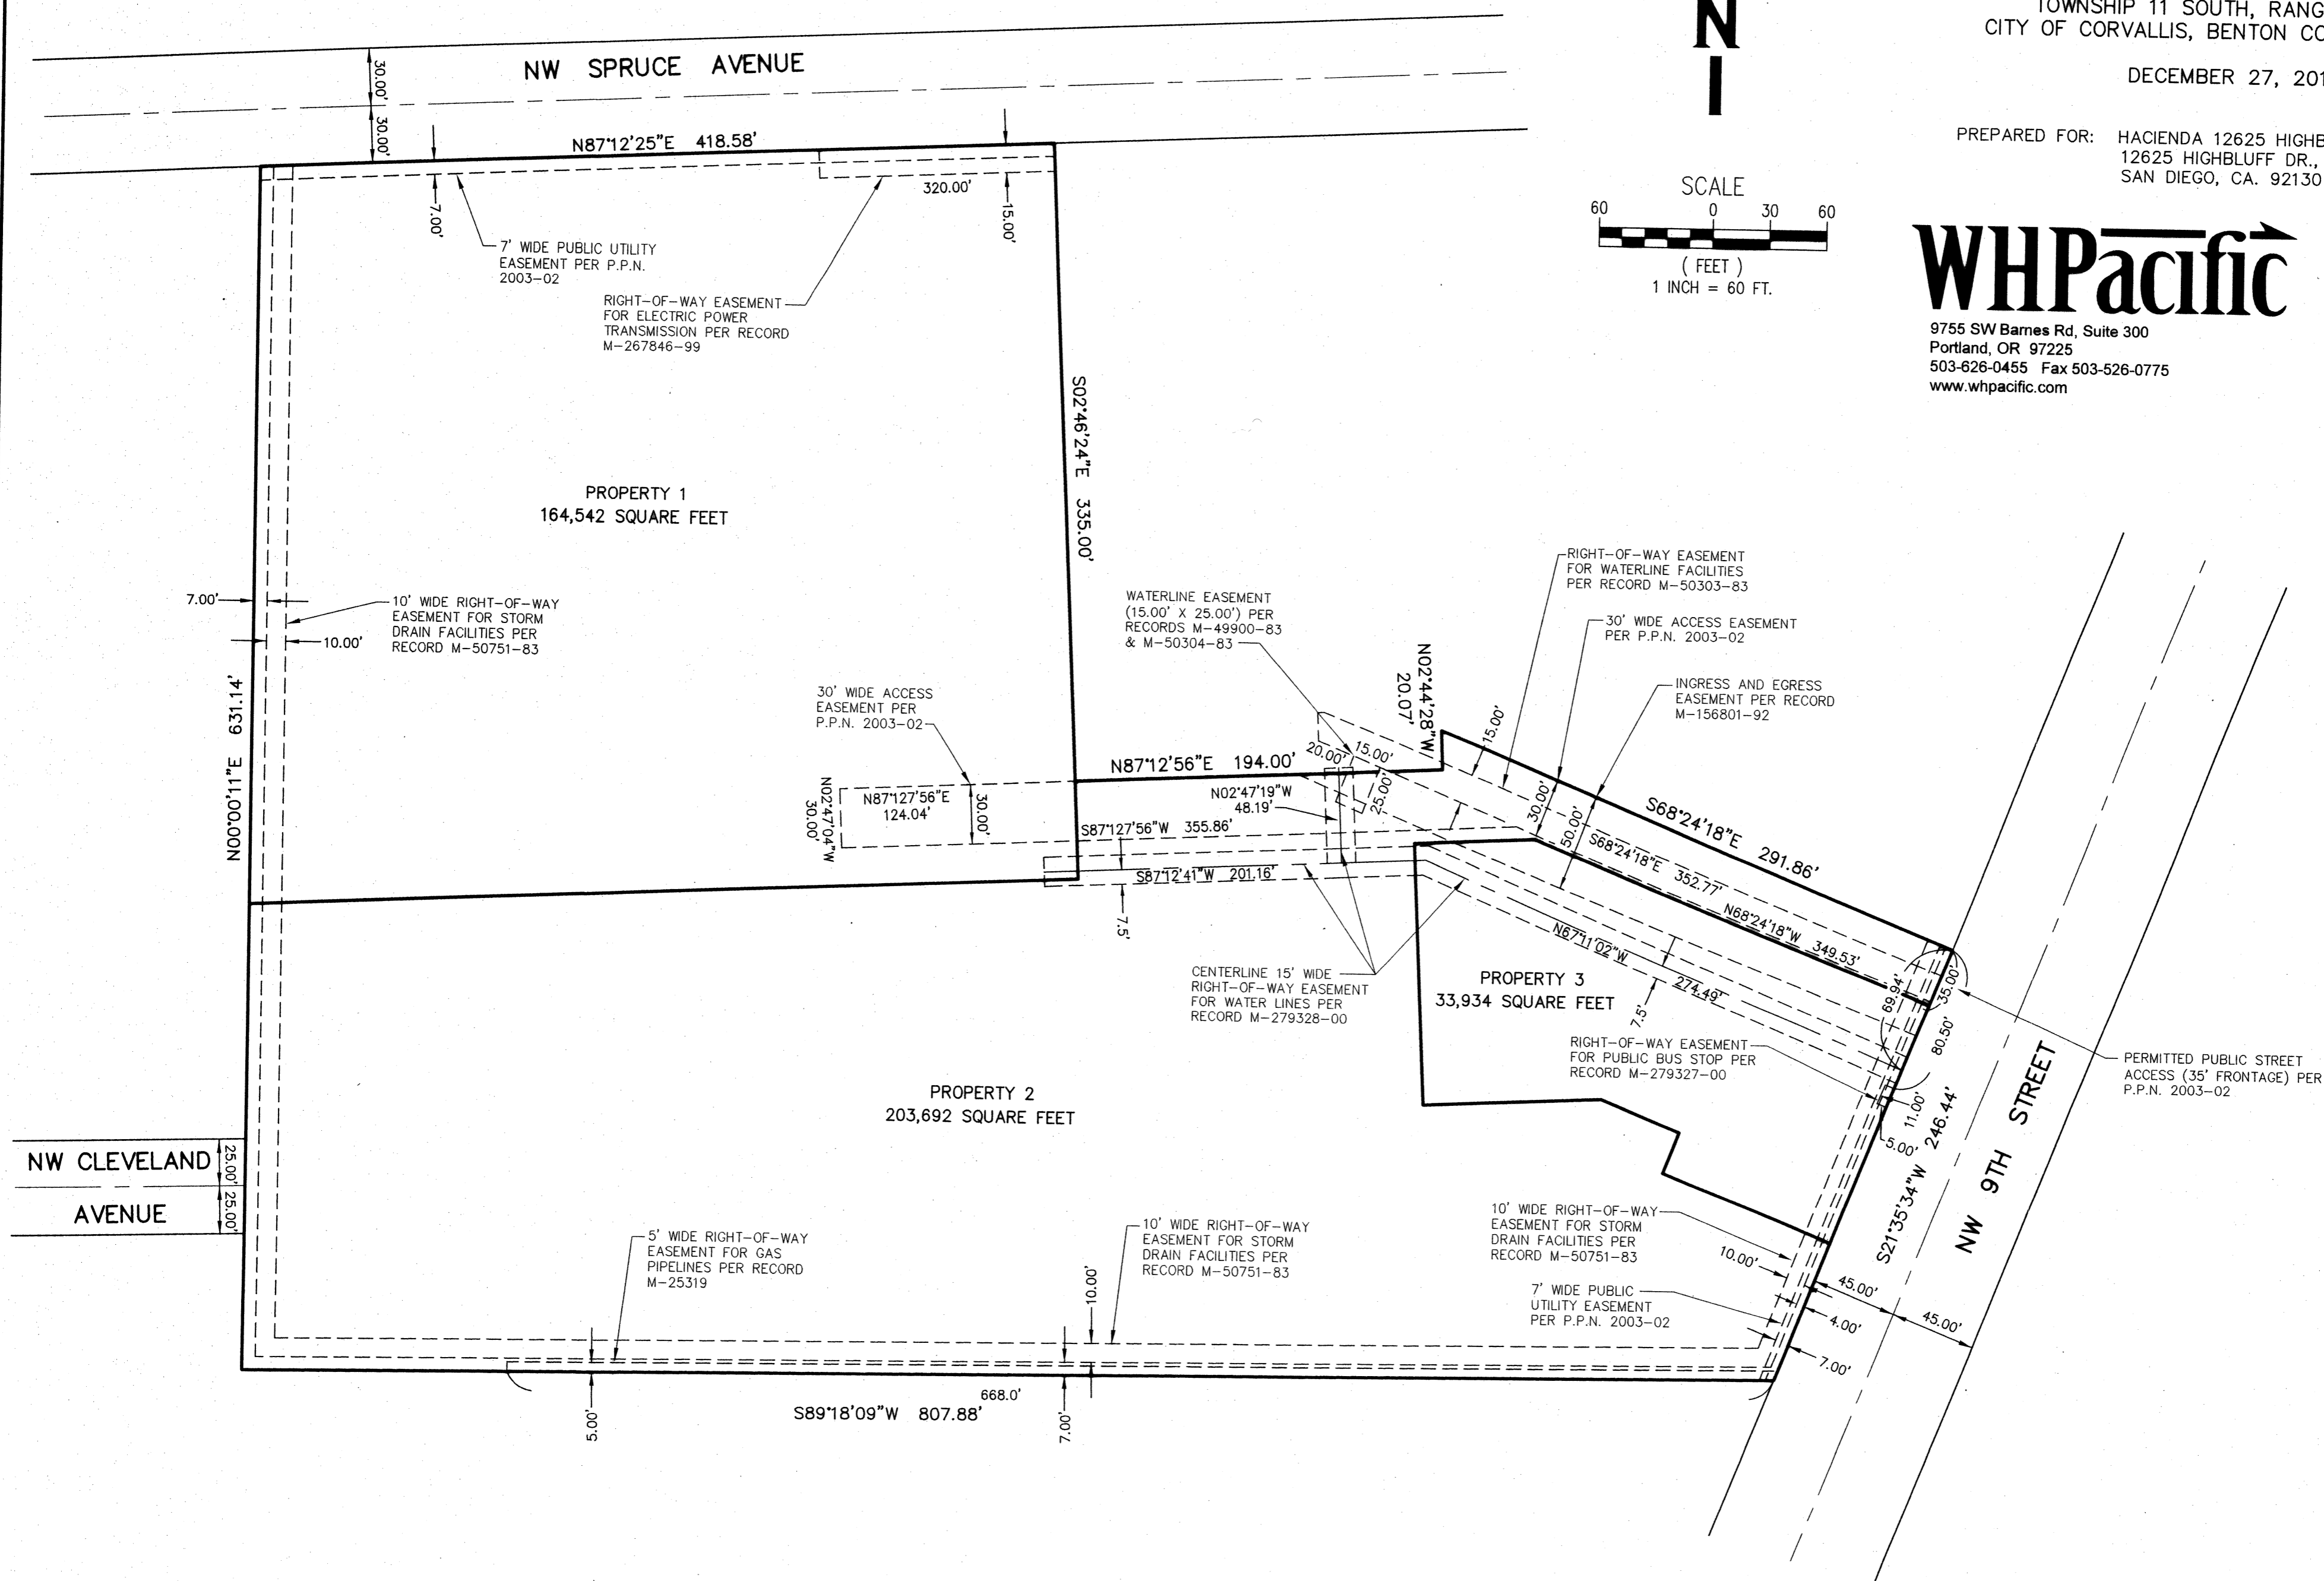 TOWNSHIP 11 SOUTH, RANG
CITY OF CORVALLIS, BENTON CO
DECEMBER 27, 201
PREPARED FOR: HACIENDA 12625 HIGHB
12625 HIGHBLUFF DR.,
SAN DIEGO, CA. 92130
N
SCALE
60 0 30 60
( FEET )
1 INCH = 60 FT.
WHPacific
9755 SW Barnes Rd, Suite 300
Portland, OR 97225
503-626-0455 Fax 503-526-0775
www.whpacific.com
NW SPRUCE AVENUE
30.00'
30.00'
N87°12'25"E 418.58'
320.00'
7.00'
15.00'
7' WIDE PUBLIC UTILITY
EASEMENT PER P.P.N.
2003-02
RIGHT-OF-WAY EASEMENT
FOR ELECTRIC POWER
TRANSMISSION PER RECORD
M-267846-99
S02°46'24"E 335.00'
PROPERTY 1
164,542 SQUARE FEET
7.00'
10' WIDE RIGHT-OF-WAY
EASEMENT FOR STORM
DRAIN FACILITIES PER
RECORD M-50751-83
10.00'
N00°00'11"E 631.14'
30' WIDE ACCESS
EASEMENT PER
P.P.N. 2003-02
N02°47'04"W
30.00'
N87°127'56"E
124.04'
30.00'
WATERLINE EASEMENT
(15.00' X 25.00') PER
RECORDS M-49900-83
& M-50304-83
RIGHT-OF-WAY EASEMENT
FOR WATERLINE FACILITIES
PER RECORD M-50303-83
30' WIDE ACCESS EASEMENT
PER P.P.N. 2003-02
INGRESS AND EGRESS
EASEMENT PER RECORD
M-156801-92
N02°44'28"W
20.07'
N87°12'56"E 194.00'
20.00'
15.00'
25.00'
15.00'
30.00'
50.00'
N02°47'19"W
48.19'
S87°127'56"W 355.86'
S87°12'41"W 201.16'
7.5'
S68°24'18"E 291.86'
S68°24'18"E 352.77'
N68°24'18"W 349.53'
N67°11'02"W 274.49'
7.5'
CENTERLINE 15' WIDE
RIGHT-OF-WAY EASEMENT
FOR WATER LINES PER
RECORD M-279328-00
PROPERTY 3
33,934 SQUARE FEET
RIGHT-OF-WAY EASEMENT
FOR PUBLIC BUS STOP PER
RECORD M-279327-00
69.94'
35.00'
80.50'
11.00'
5.00'
PERMITTED PUBLIC STREET
ACCESS (35' FRONTAGE) PER
P.P.N. 2003-02
S21°35'34"W 246.44'
NW 9TH STREET
PROPERTY 2
203,692 SQUARE FEET
NW CLEVELAND
AVENUE
25.00'
25.00'
5' WIDE RIGHT-OF-WAY
EASEMENT FOR GAS
PIPELINES PER RECORD
M-25319
10' WIDE RIGHT-OF-WAY
EASEMENT FOR STORM
DRAIN FACILITIES PER
RECORD M-50751-83
10.00'
10' WIDE RIGHT-OF-WAY
EASEMENT FOR STORM
DRAIN FACILITIES PER
RECORD M-50751-83
10.00'
7' WIDE PUBLIC
UTILITY EASEMENT
PER P.P.N. 2003-02
45.00'
45.00'
4.00'
7.00'
5.00'
668.0'
7.00'
S89°18'09"W 807.88'